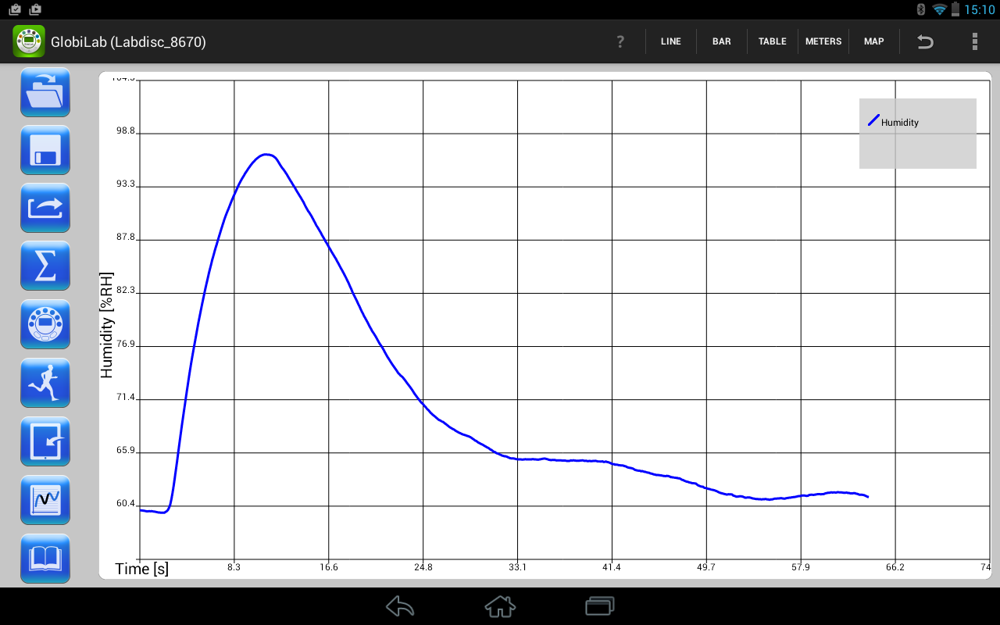 15:10
GlobiLab (Labdisc_8670)
? LINE BAR TABLE METERS MAP
98.8
93.3
87.8
82.3
76.9
71.4
65.9
60.4
Humidity [%RH]
Humidity
Time [s]
8.3 16.6 24.8 33.1 41.4 49.7 57.9 66.2 74